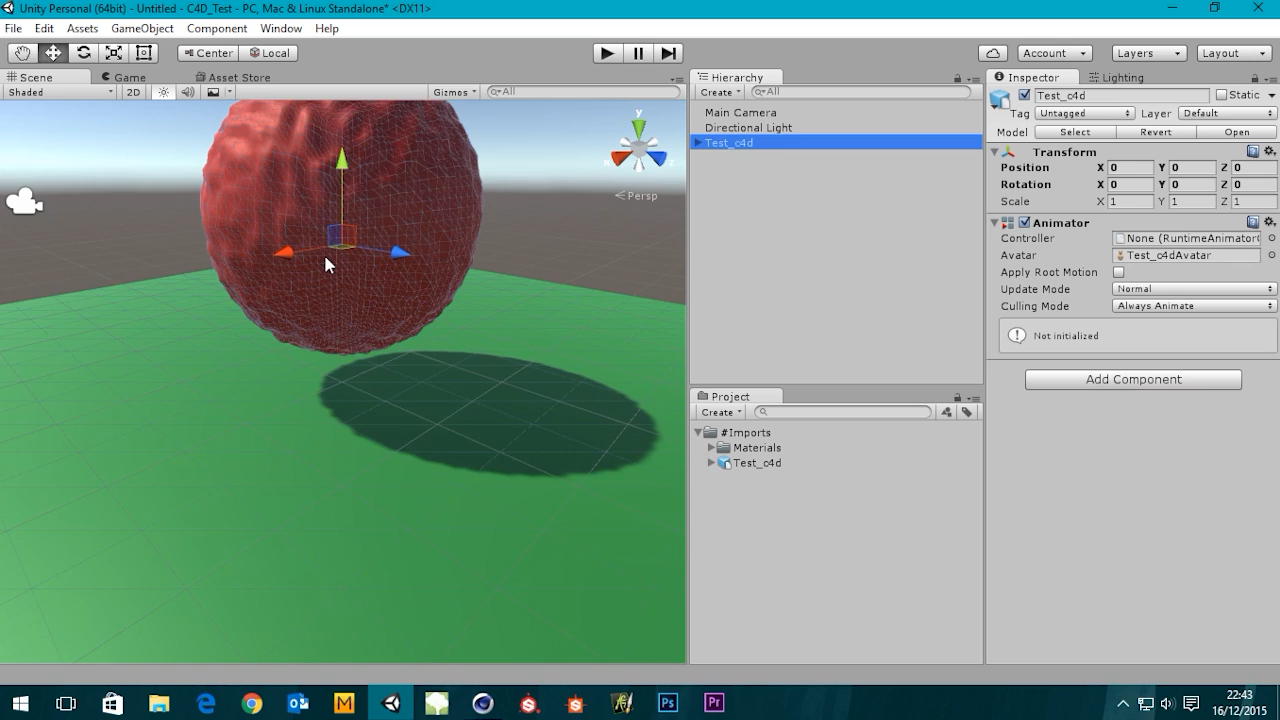 Unity Personal (64bit) - Untitled - C4D_Test - PC, Mac & Linux Standalone* <DX11>
File Edit Assets GameObject Component Window Help
Center Local Account Layers Layout
Scene Game Asset Store
Shaded 2D Gizmos All
y
Persp
Hierarchy
Create All
Main Camera
Directional Light
Test_c4d
Project
Create
#Imports
Materials
Test_c4d
Inspector Lighting
Test_c4d Static
Tag Untagged Layer Default
Model Select Revert Open
Transform
Position X 0 Y 0 Z 0
Rotation X 0 Y 0 Z 0
Scale X 1 Y 1 Z 1
Animator
Controller None (RuntimeAnimator
Avatar Test_c4dAvatar
Apply Root Motion
Update Mode Normal
Culling Mode Always Animate
Not initialized
Add Component
M Ps Pr
22:43
16/12/2015